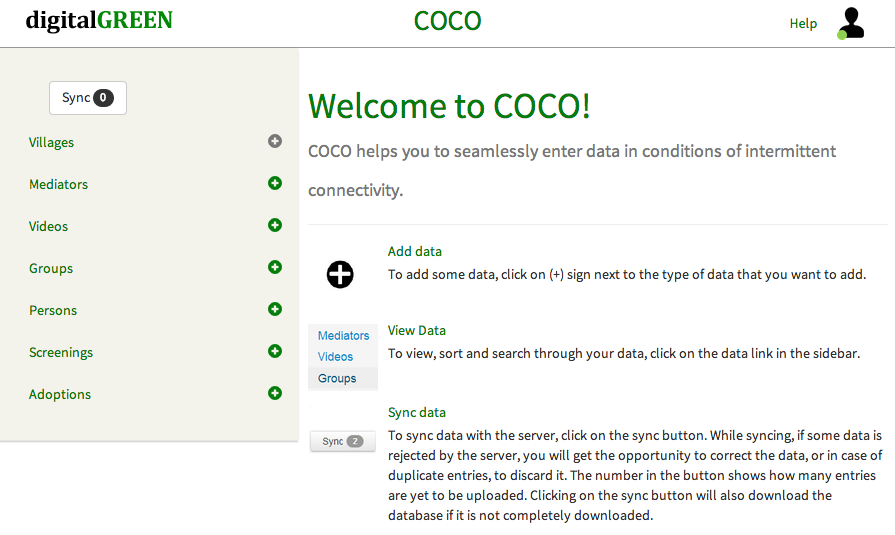 digitalGREEN
COCO
Help
Sync 0
Villages
Mediators
Videos
Groups
Persons
Screenings
Adoptions
Welcome to COCO!
COCO helps you to seamlessly enter data in conditions of intermittent
connectivity.
Add data
To add some data, click on (+) sign next to the type of data that you want to add.
Mediators
Videos
Groups
View Data
To view, sort and search through your data, click on the data link in the sidebar.
Sync 2
Sync data
To sync data with the server, click on the sync button. While syncing, if some data is
rejected by the server, you will get the opportunity to correct the data, or in case of
duplicate entries, to discard it. The number in the button shows how many entries
are yet to be uploaded. Clicking on the sync button will also download the
database if it is not completely downloaded.